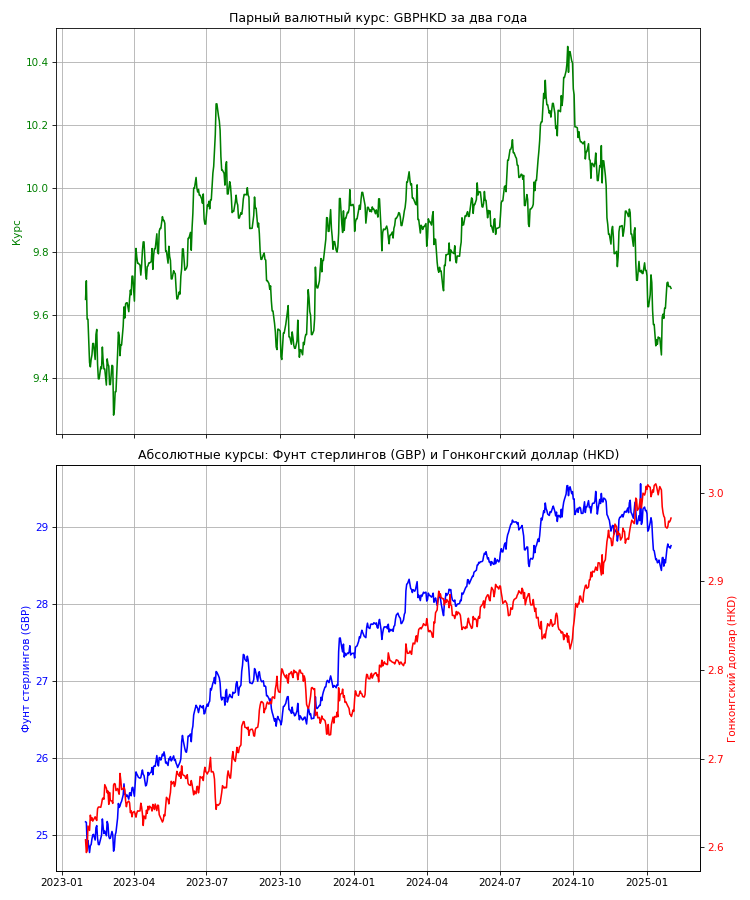 Парный валютный курс: GBPHKD за два года
10.4
10.2
10.0
9.8
9.6
9.4
Курс
Абсолютные курсы: Фунт стерлингов (GBP) и Гонконгский доллар (HKD)
29
28
27
26
25
Фунт стерлингов (GBP)
3.0
2.9
2.8
2.7
2.6
Гонконгский доллар (HKD)
2023-01 2023-04 2023-07 2023-10 2024-01 2024-04 2024-07 2024-10 2025-01